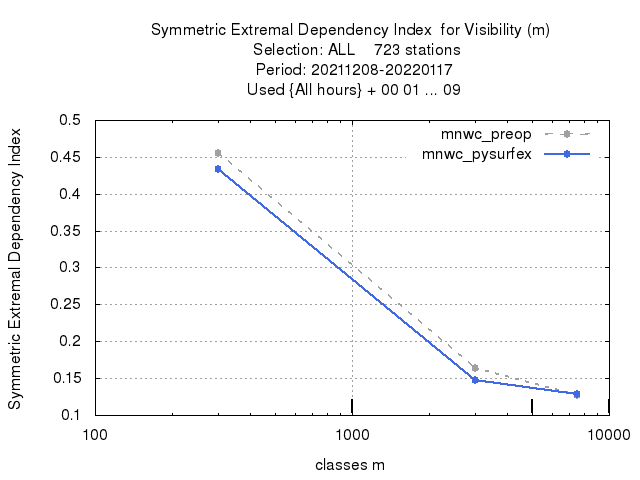 Symmetric Extremal Dependency Index  for Visibility (m)
Selection: ALL    723 stations
Period: 20211208-20220117
Used {All hours} + 00 01 ... 09
mnwc_preop
mnwc_pysurfex
Symmetric Extremal Dependency Index
0.5
0.45
0.4
0.35
0.3
0.25
0.2
0.15
0.1
100 1000 10000
classes m